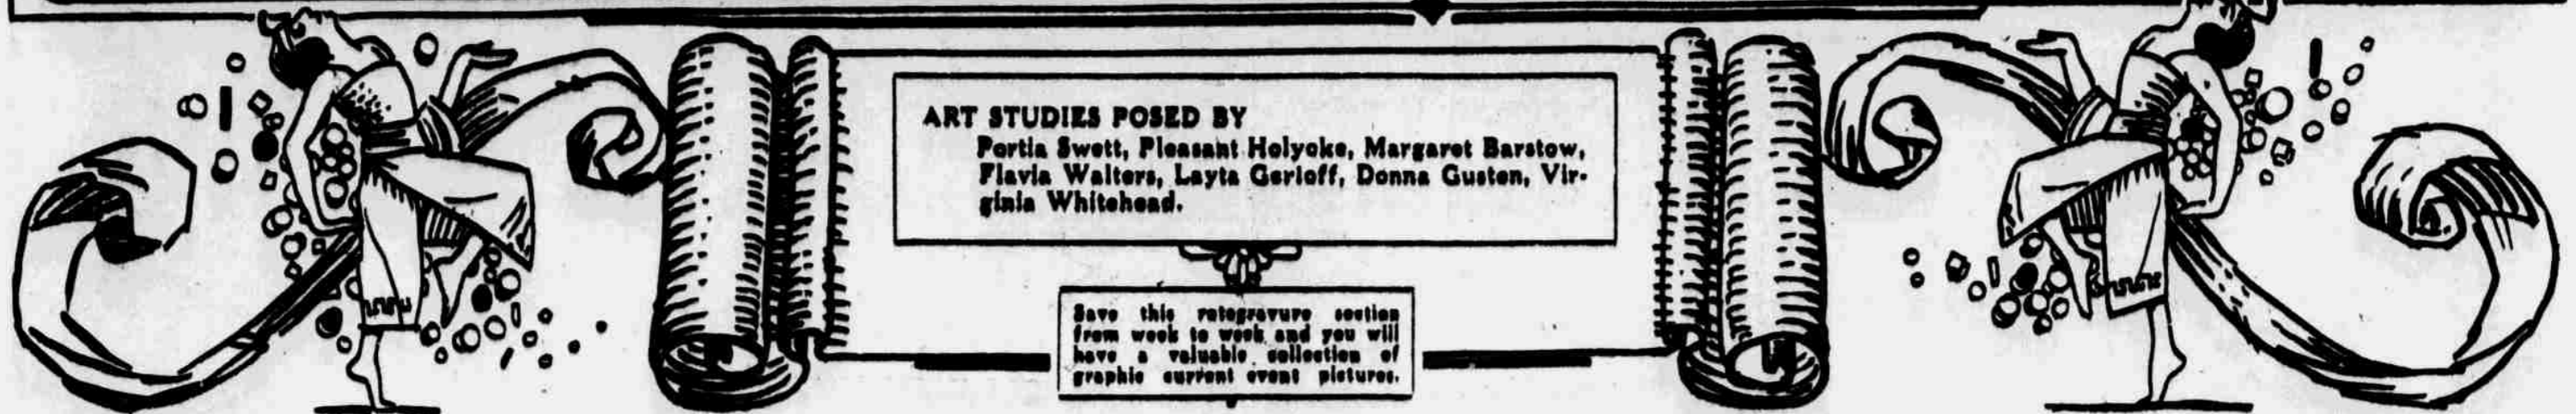 ART STUDIES POSED BY
Portia Swett, Pleasant Holyoke, Margaret Barstow,
Flavia Walters, Layta Gerloff, Donna Gusten, Vir-
ginia Whitehead.
Save this rotogravure section
from week to week and you will
have a valuable collection of
graphic current event pictures.